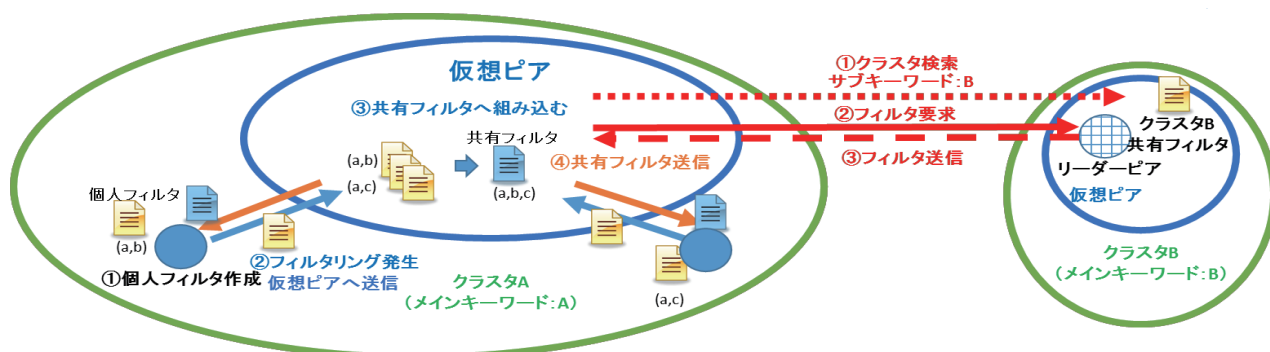 仮想ピア
③共有フィルタへ組み込む
共有フィルタ
(a,b)
(a,c)
(a,b,c)
④共有フィルタ送信
個人フィルタ
(a,b)
①個人フィルタ作成
②フィルタリング発生
仮想ピアへ送信
クラスタA
(メインキーワード:A)
(a,c)
①クラスタ検索
サブキーワード:B
②フィルタ要求
③フィルタ送信
クラスタB
共有フィルタ
リーダーピア
仮想ピア
クラスタB
(メインキーワード:B)